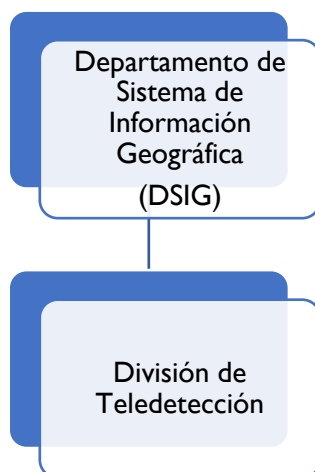 Departamento de
Sistema de
Información
Geográfica
(DSIG)
División de
Teledetección